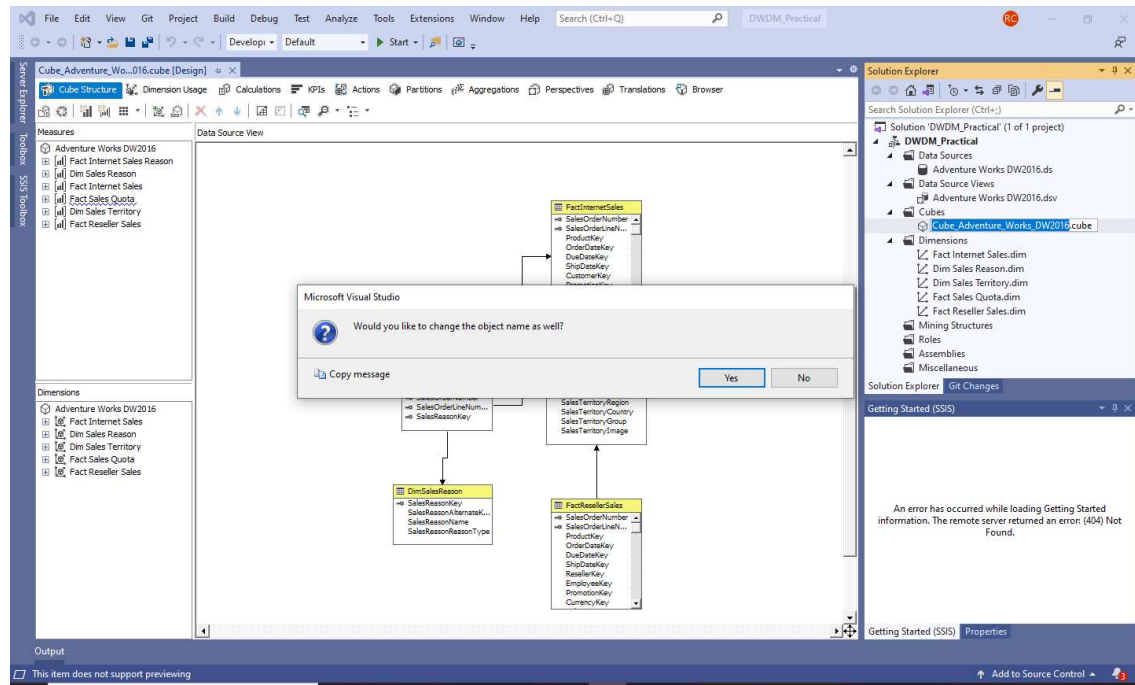 File Edit View Git Project Build Debug Test Analyze Tools Extensions Window Help Search (Ctrl+Q) DWDM_Practical RC
Develop Default Start
Server Explorer
Toolbox
SSIS Toolbox
Cube_Adventure_Wo...016.cube [Design]
Cube Structure Dimension Usage Calculations KPIs Actions Partitions Aggregations Perspectives Translations Browser
Measures
Adventure Works DW2016
Fact Internet Sales Reason
Dim Sales Reason
Fact Internet Sales
Fact Sales Quota
Dim Sales Territory
Fact Reseller Sales
Dimensions
Adventure Works DW2016
Fact Internet Sales
Dim Sales Reason
Dim Sales Territory
Fact Sales Quota
Fact Reseller Sales
Data Source View
FactInternetSales
SalesOrderNumber
SalesOrderLineN...
ProductKey
OrderDateKey
DueDateKey
ShipDateKey
CustomerKey
Microsoft Visual Studio
Would you like to change the object name as well?
Copy message
Yes No
SalesOrderLineNum...
SalesReasonKey
SalesTerritoryRegion
SalesTerritoryCountry
SalesTerritoryGroup
SalesTerritoryImage
DimSalesReason
SalesReasonKey
SalesReasonAlternateK...
SalesReasonName
SalesReasonReasonType
FactResellerSales
SalesOrderNumber
SalesOrderLineN...
ProductKey
OrderDateKey
DueDateKey
ShipDateKey
ResellerKey
EmployeeKey
PromotionKey
CurrencyKey
Solution Explorer
Search Solution Explorer (Ctrl+;)
Solution 'DWDM_Practical' (1 of 1 project)
DWDM_Practical
Data Sources
Adventure Works DW2016.ds
Data Source Views
Adventure Works DW2016.dsv
Cubes
Cube_Adventure_Works_DW2016.cube
Dimensions
Fact Internet Sales.dim
Dim Sales Reason.dim
Dim Sales Territory.dim
Fact Sales Quota.dim
Fact Reseller Sales.dim
Mining Structures
Roles
Assemblies
Miscellaneous
Solution Explorer Git Changes
Getting Started (SSIS)
An error has occurred while loading Getting Started
information. The remote server returned an error: (404) Not
Found.
Getting Started (SSIS) Properties
Output
This item does not support previewing Add to Source Control 3